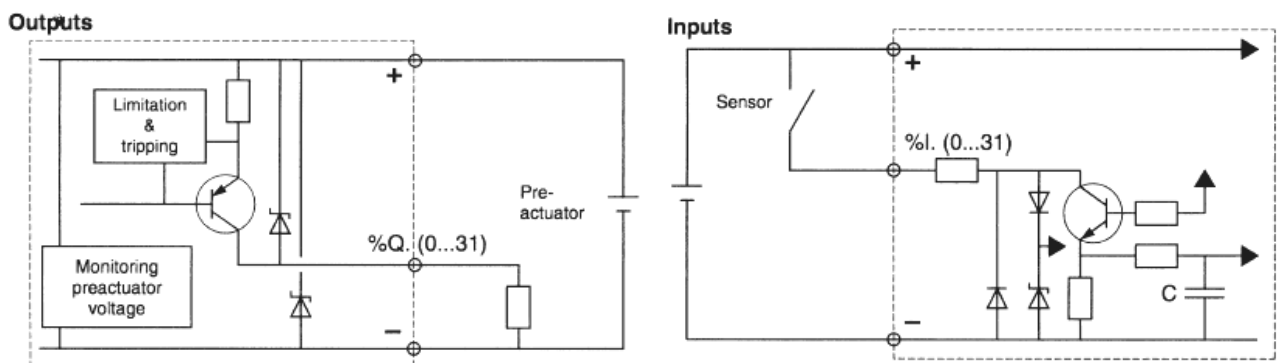 Outputs
+
Limitation
&
tripping
Pre-
actuator
%Q. (0...31)
Monitoring
preactuator
voltage
−
Inputs
+
Sensor
%I. (0...31)
C
−